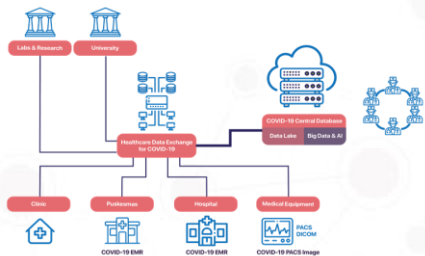 Labs & Research
University
COVID-19 Central Database
Data Lake
Big Data & AI
Healthcare Data Exchange
for COVID-19
Clinic
Puskesmas
Hospital
Medical Equipment
PACS
DICOM
COVID-19 EMR
COVID-19 EMR
COVID-19 PACS Image